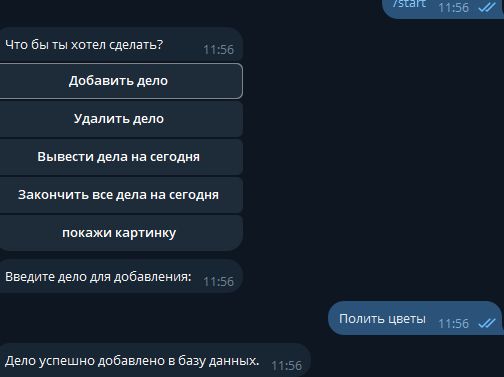 /start 11:56
Что бы ты хотел сделать? 11:56
Добавить дело
Удалить дело
Вывести дела на сегодня
Закончить все дела на сегодня
покажи картинку
Введите дело для добавления: 11:56
Полить цветы 11:56
Дело успешно добавлено в базу данных. 11:56